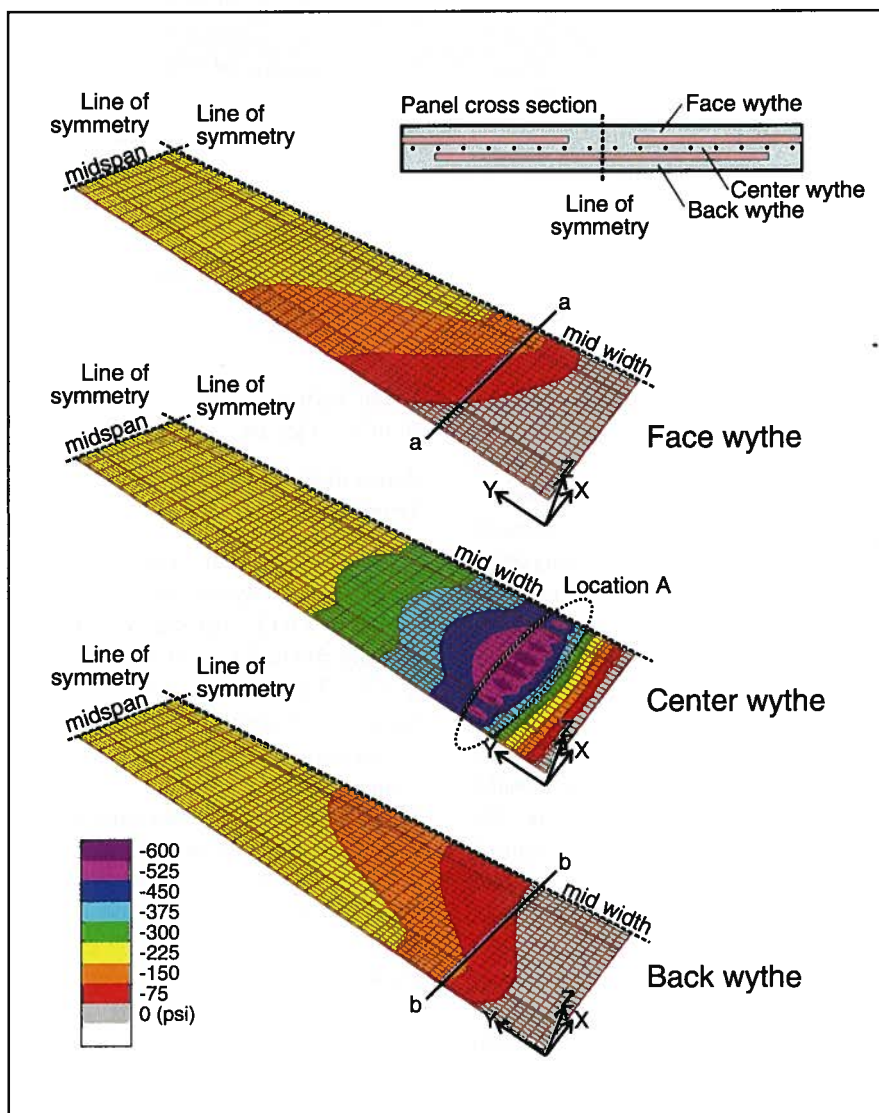 Line of
symmetry
Line of
symmetry
midspan
Panel cross section
Face wythe
Center wythe
Back wythe
Line of
symmetry
a
mid width
a
Face wythe
Z
Y
X
Line of
symmetry
Line of
symmetry
midspan
mid width
Location A
Center wythe
Z
Y
X
Line of
symmetry
Line of
symmetry
midspan
b
mid width
b
Back wythe
Z
Y
X
-600
-525
-450
-375
-300
-225
-150
-75
0 (psi)